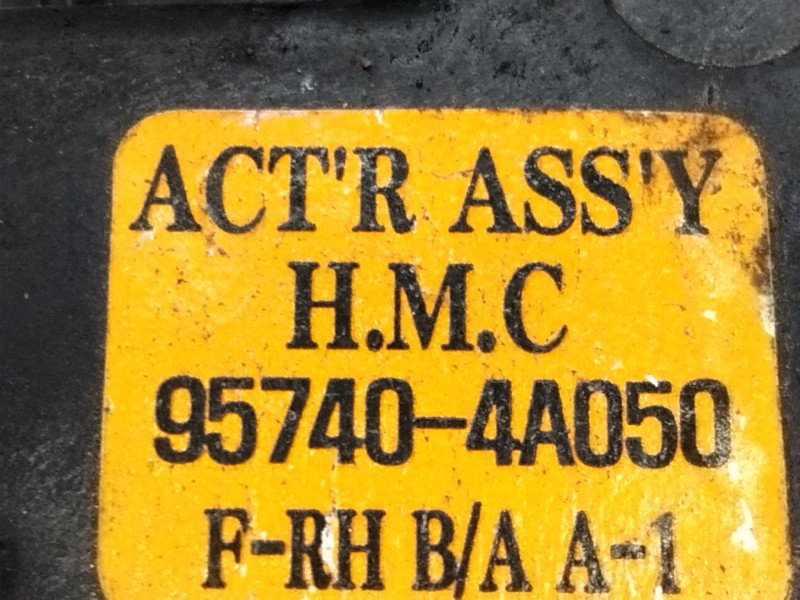 ACT'R ASS'Y
H.M.C
95740-4A050
F-RH B/A A-1